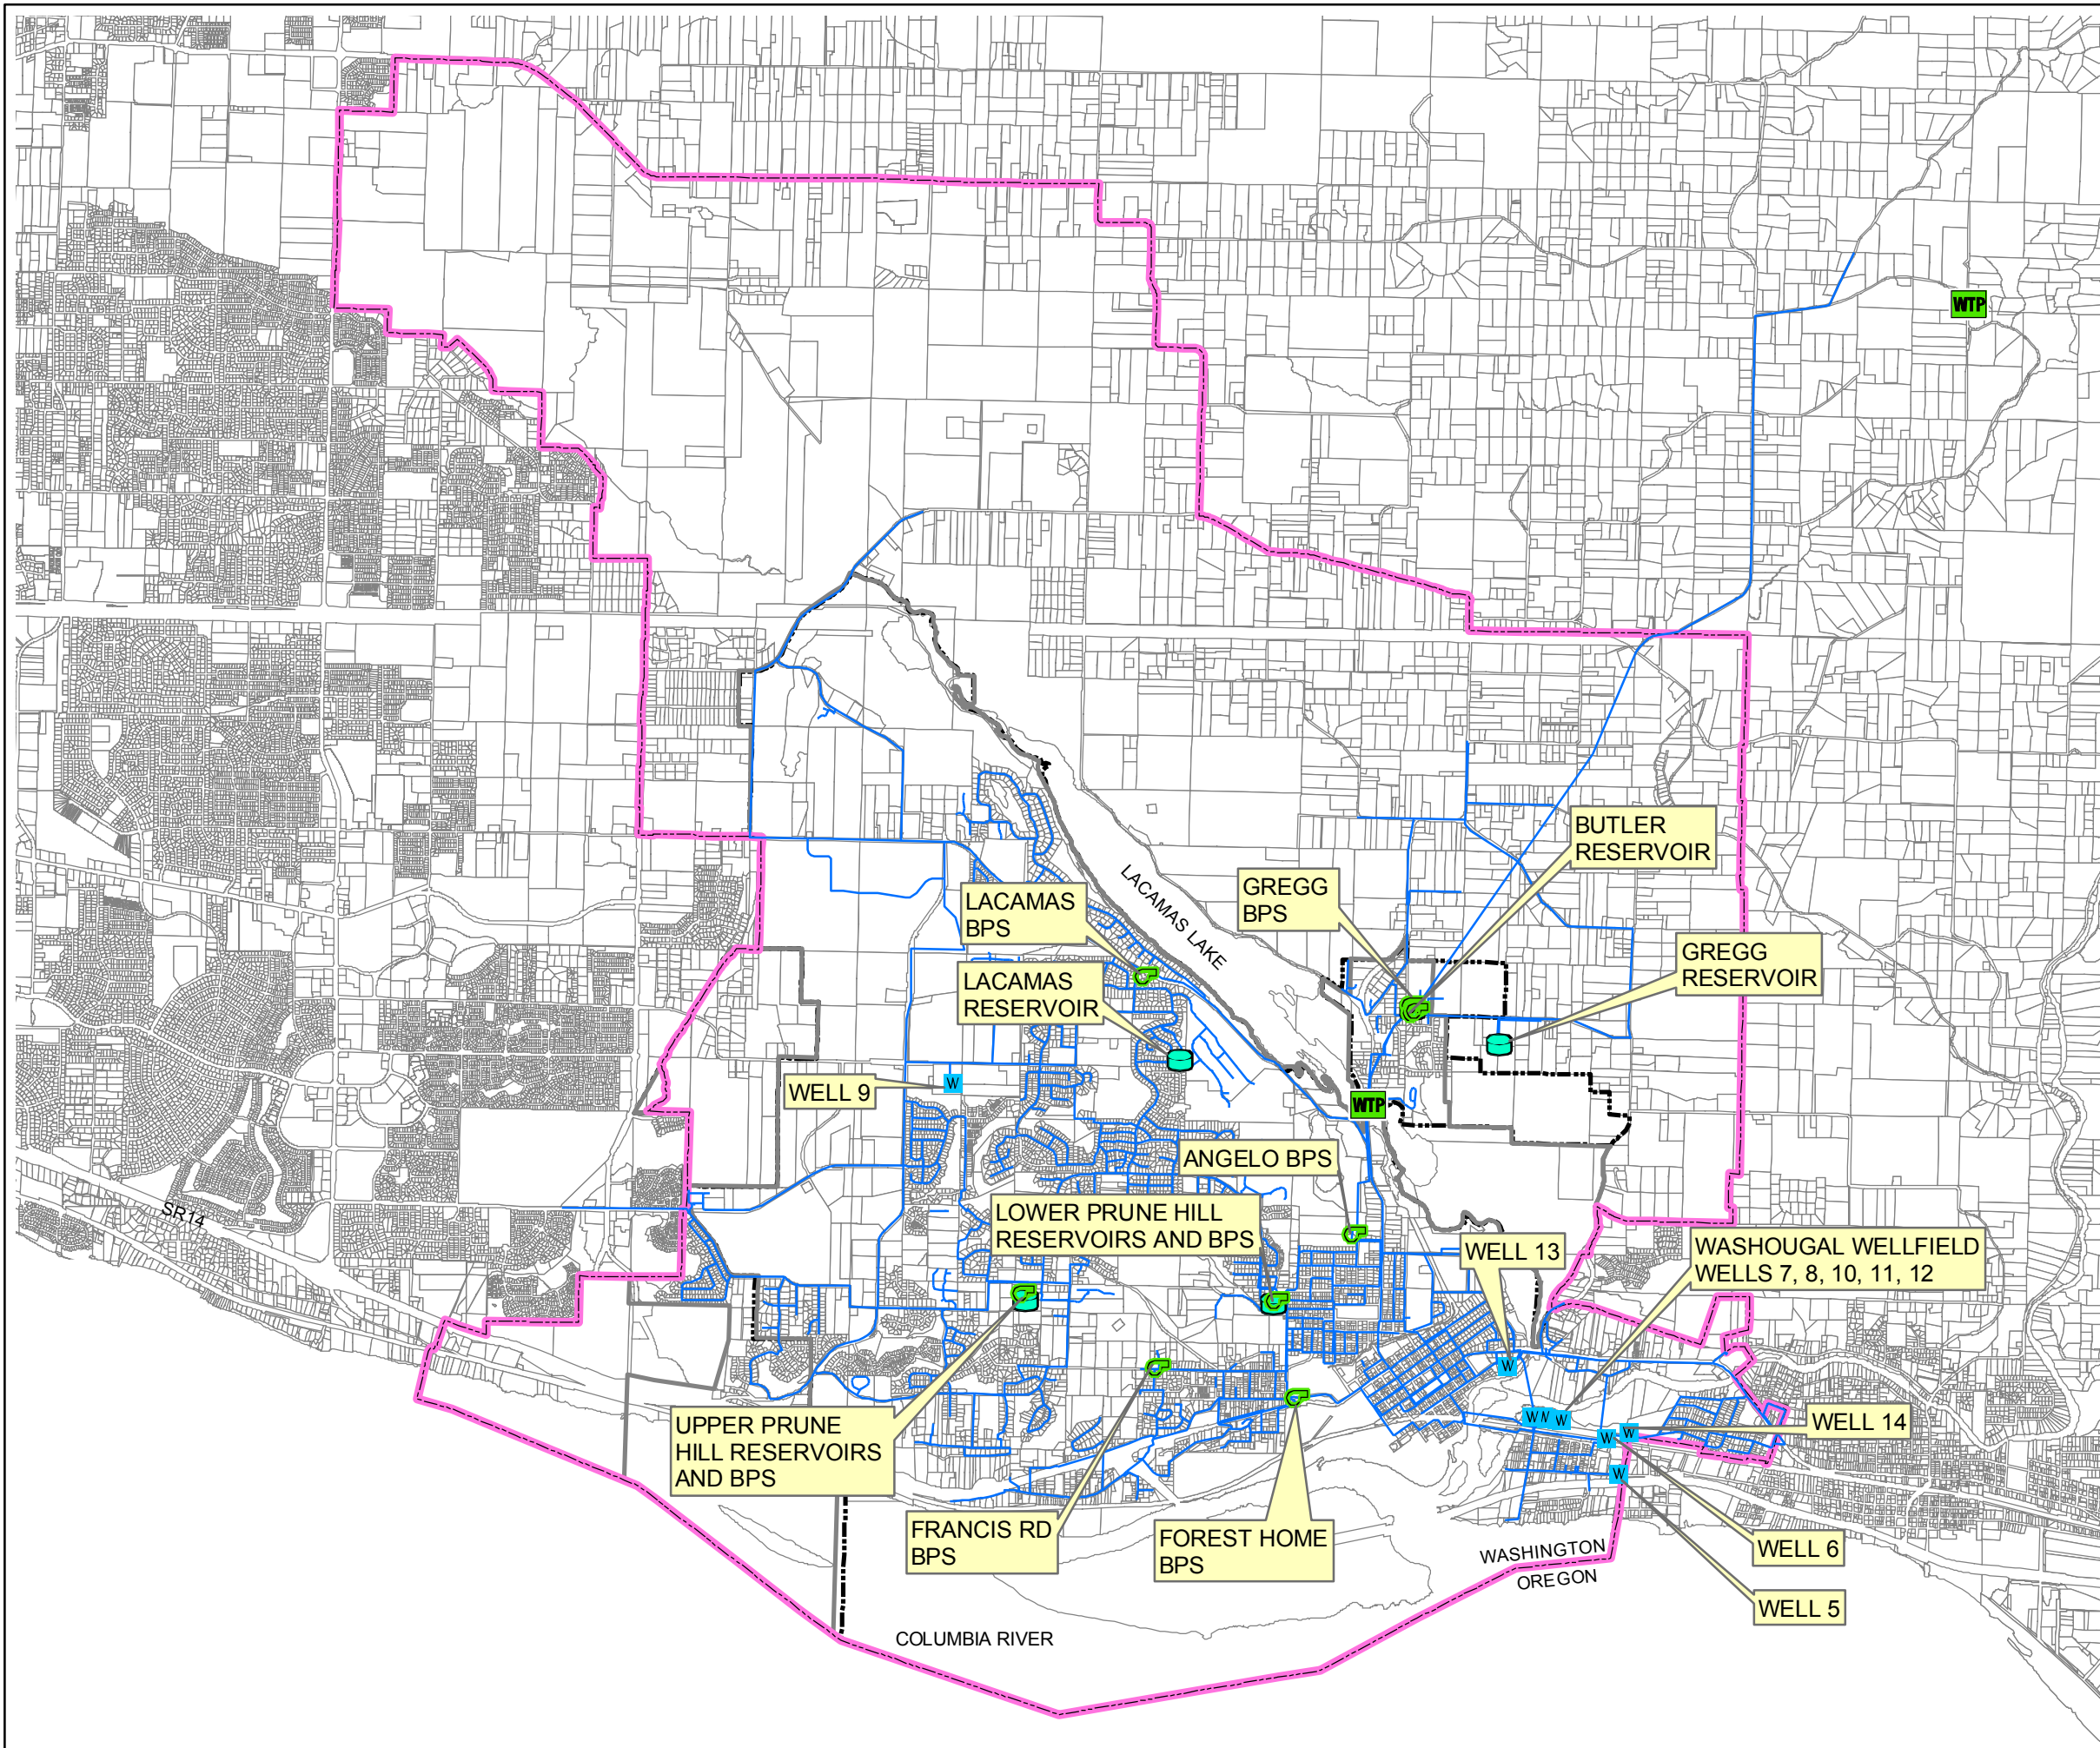 WTP
BUTLER
RESERVOIR
GREGG
BPS
LACAMAS
BPS
LACAMAS LAKE
GREGG
RESERVOIR
LACAMAS
RESERVOIR
WELL 9
W
WTP
ANGELO BPS
SR14
LOWER PRUNE HILL
RESERVOIRS AND BPS
WELL 13
WASHOUGAL WELLFIELD
WELLS 7, 8, 10, 11, 12
W
UPPER PRUNE
HILL RESERVOIRS
AND BPS
W
W
W
WELL 14
W
W
W
FRANCIS RD
BPS
FOREST HOME
BPS
WASHINGTON
OREGON
WELL 6
WELL 5
COLUMBIA RIVER